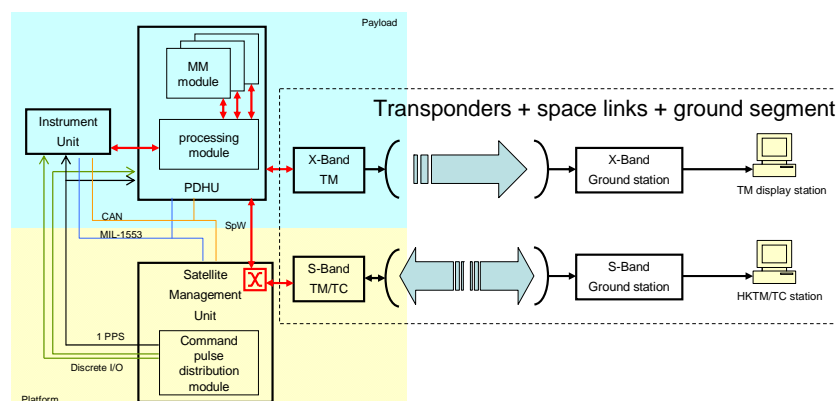 Payload
MM
module
Transponders + space links + ground segment
Instrument
Unit
processing
module
X-Band
TM
X-Band
Ground station
TM display station
PDHU
CAN
SpW
MIL-1553
Satellite
Management
Unit
S-Band
TM/TC
S-Band
Ground station
HKTM/TC station
1 PPS
Command
pulse
distribution
module
Discrete I/O
Platform